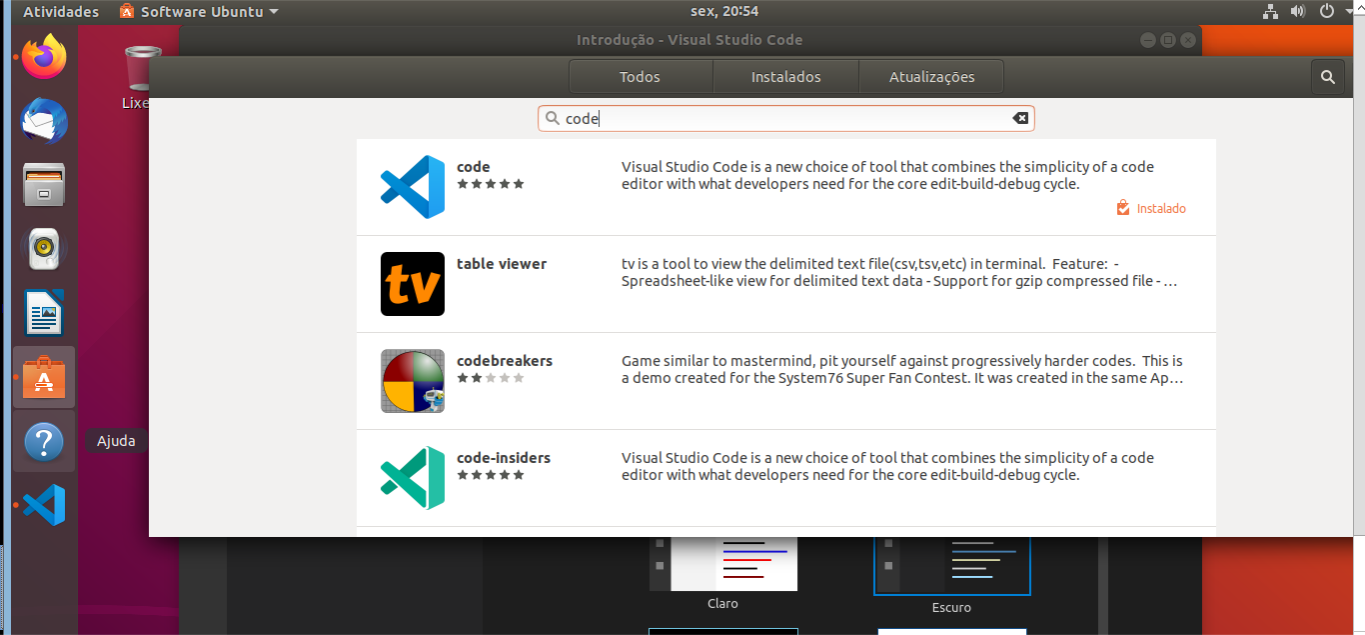 Atividades
Software Ubuntu
sex, 20:54
Introdução - Visual Studio Code
Lixe
Todos
Instalados
Atualizações
code
code
Visual Studio Code is a new choice of tool that combines the simplicity of a code
editor with what developers need for the core edit-build-debug cycle.
Instalado
tv
table viewer
tv is a tool to view the delimited text file(csv,tsv,etc) in terminal. Feature: -
Spreadsheet-like view for delimited text data - Support for gzip compressed file - ...
codebreakers
Game similar to mastermind, pit yourself against progressively harder codes. This is
a demo created for the System76 Super Fan Contest. It was created in the same Ap...
code-insiders
Visual Studio Code is a new choice of tool that combines the simplicity of a code
editor with what developers need for the core edit-build-debug cycle.
Ajuda
Claro
Escuro